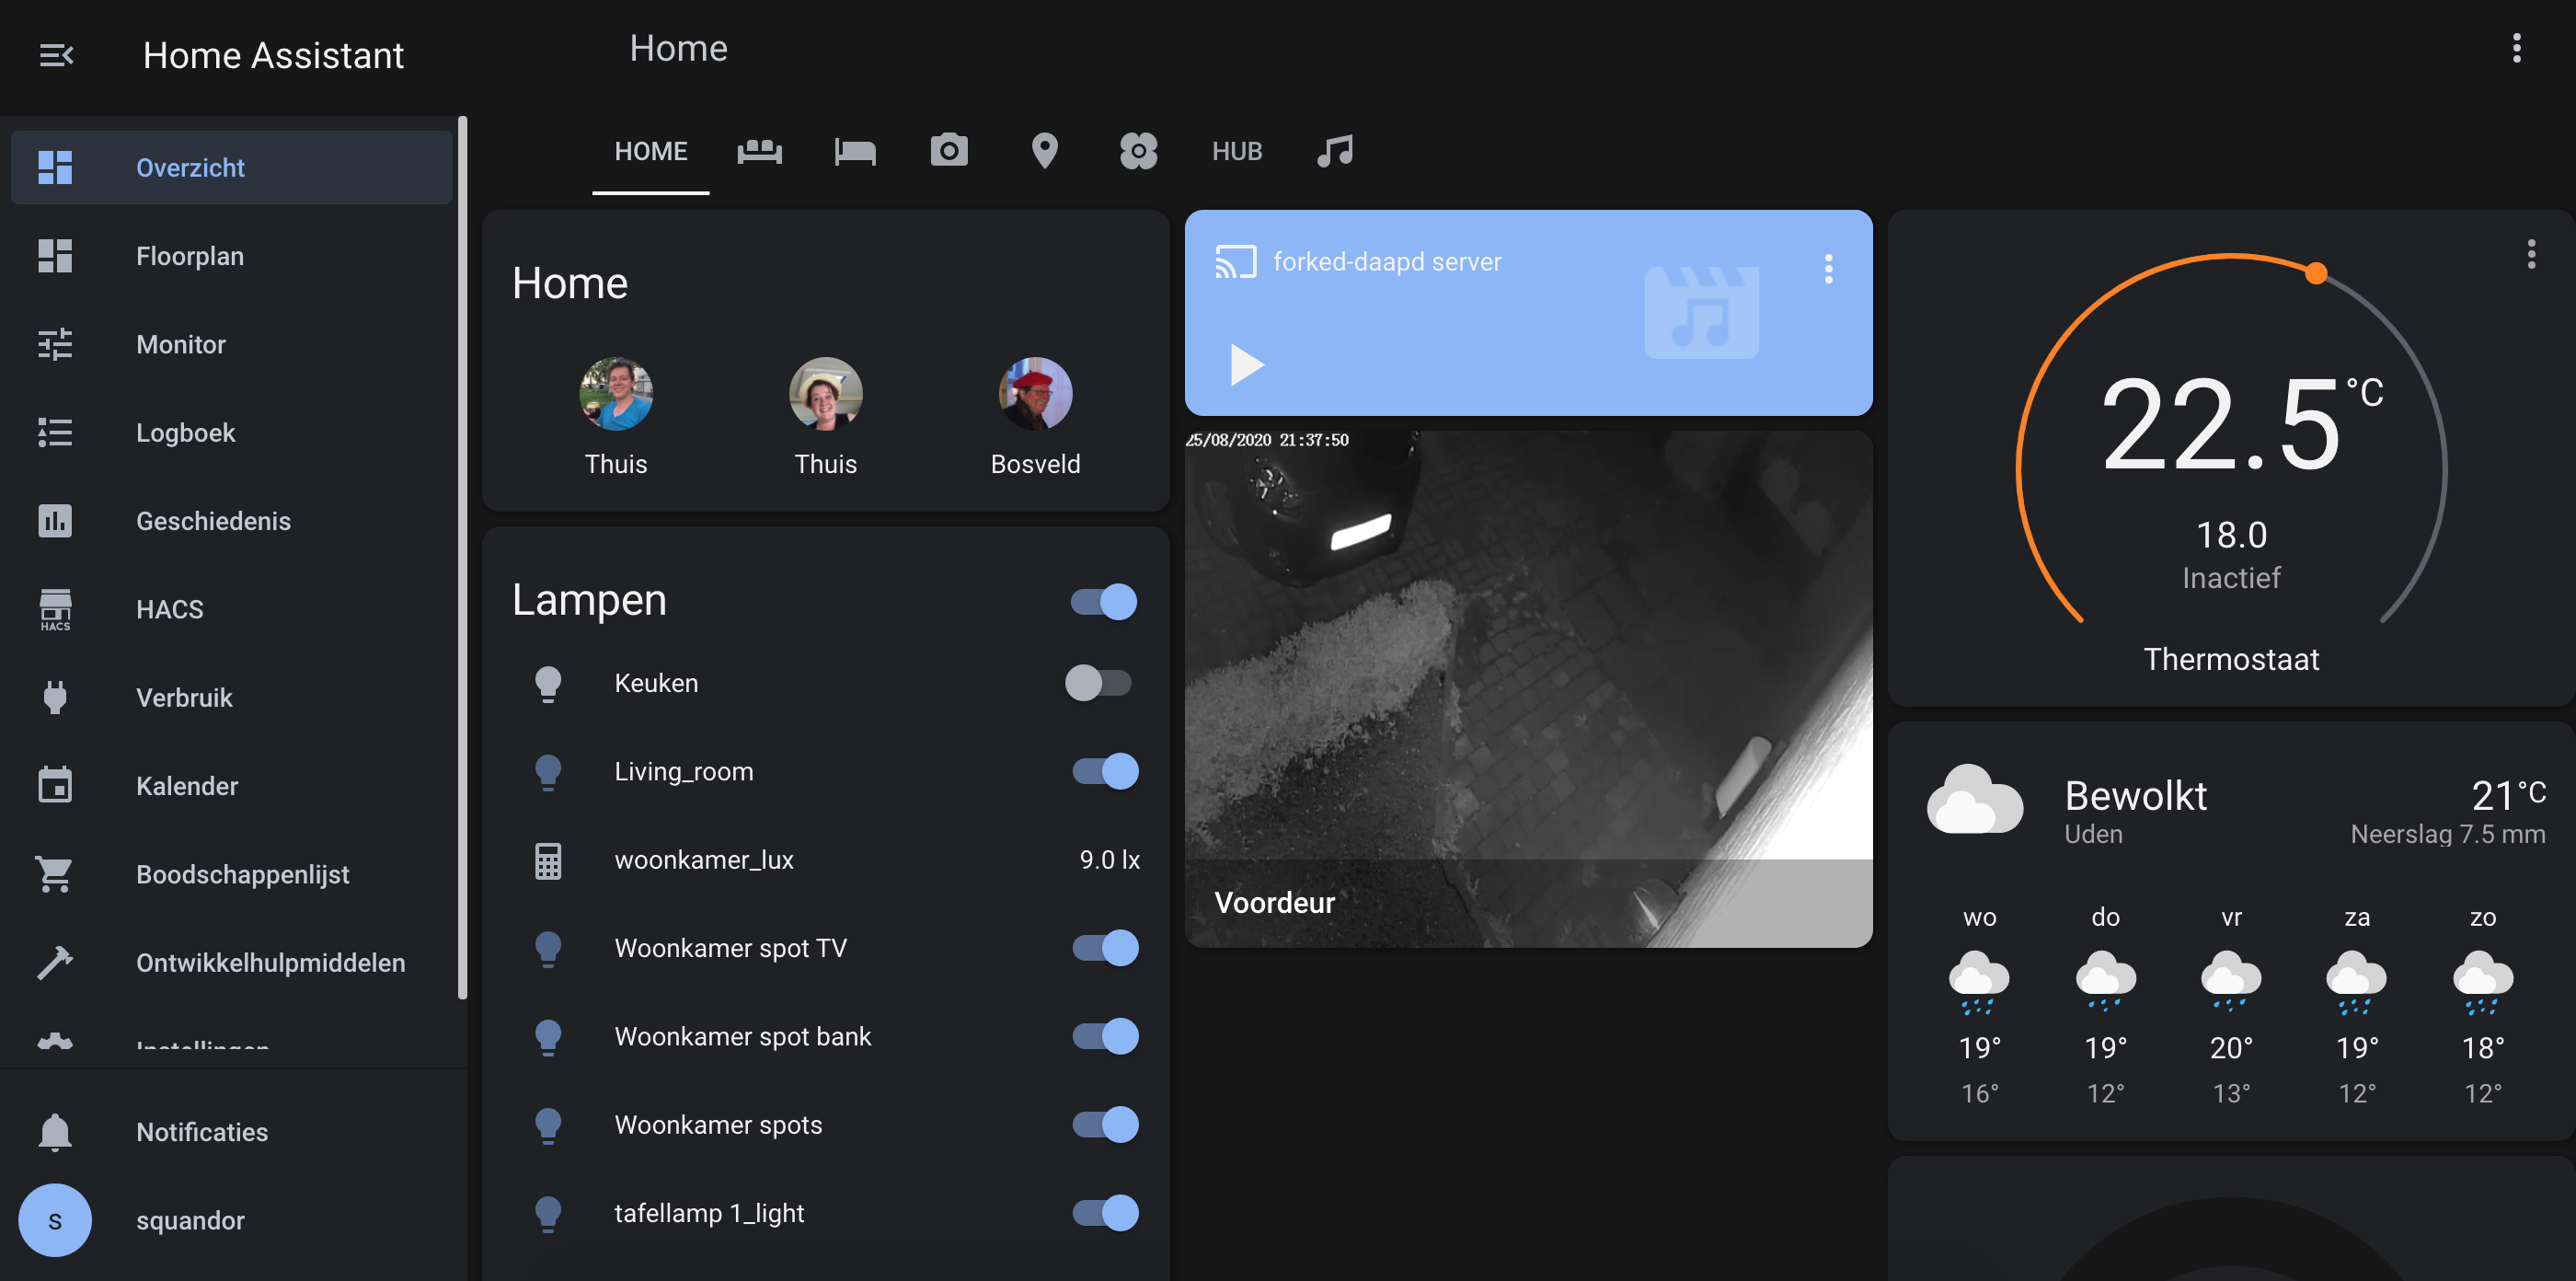 Home Assistant
Home
Overzicht
Floorplan
Monitor
Logboek
Geschiedenis
HACS
HACS
Verbruik
Kalender
Boodschappenlijst
Ontwikkelhulpmiddelen
Instellingen
Notificaties
s
squandor
HOME
HUB
Home
Thuis
Thuis
Bosveld
Lampen
Keuken
Living_room
woonkamer_lux
9.0 lx
Woonkamer spot TV
Woonkamer spot bank
Woonkamer spots
tafellamp 1_light
forked-daapd server
25/08/2020 21:37:50
Voordeur
22.5°C
18.0
Inactief
Thermostaat
Bewolkt
21°C
Uden
Neerslag 7.5 mm
wo do vr za zo
19° 19° 20° 19° 18°
16° 12° 13° 12° 12°